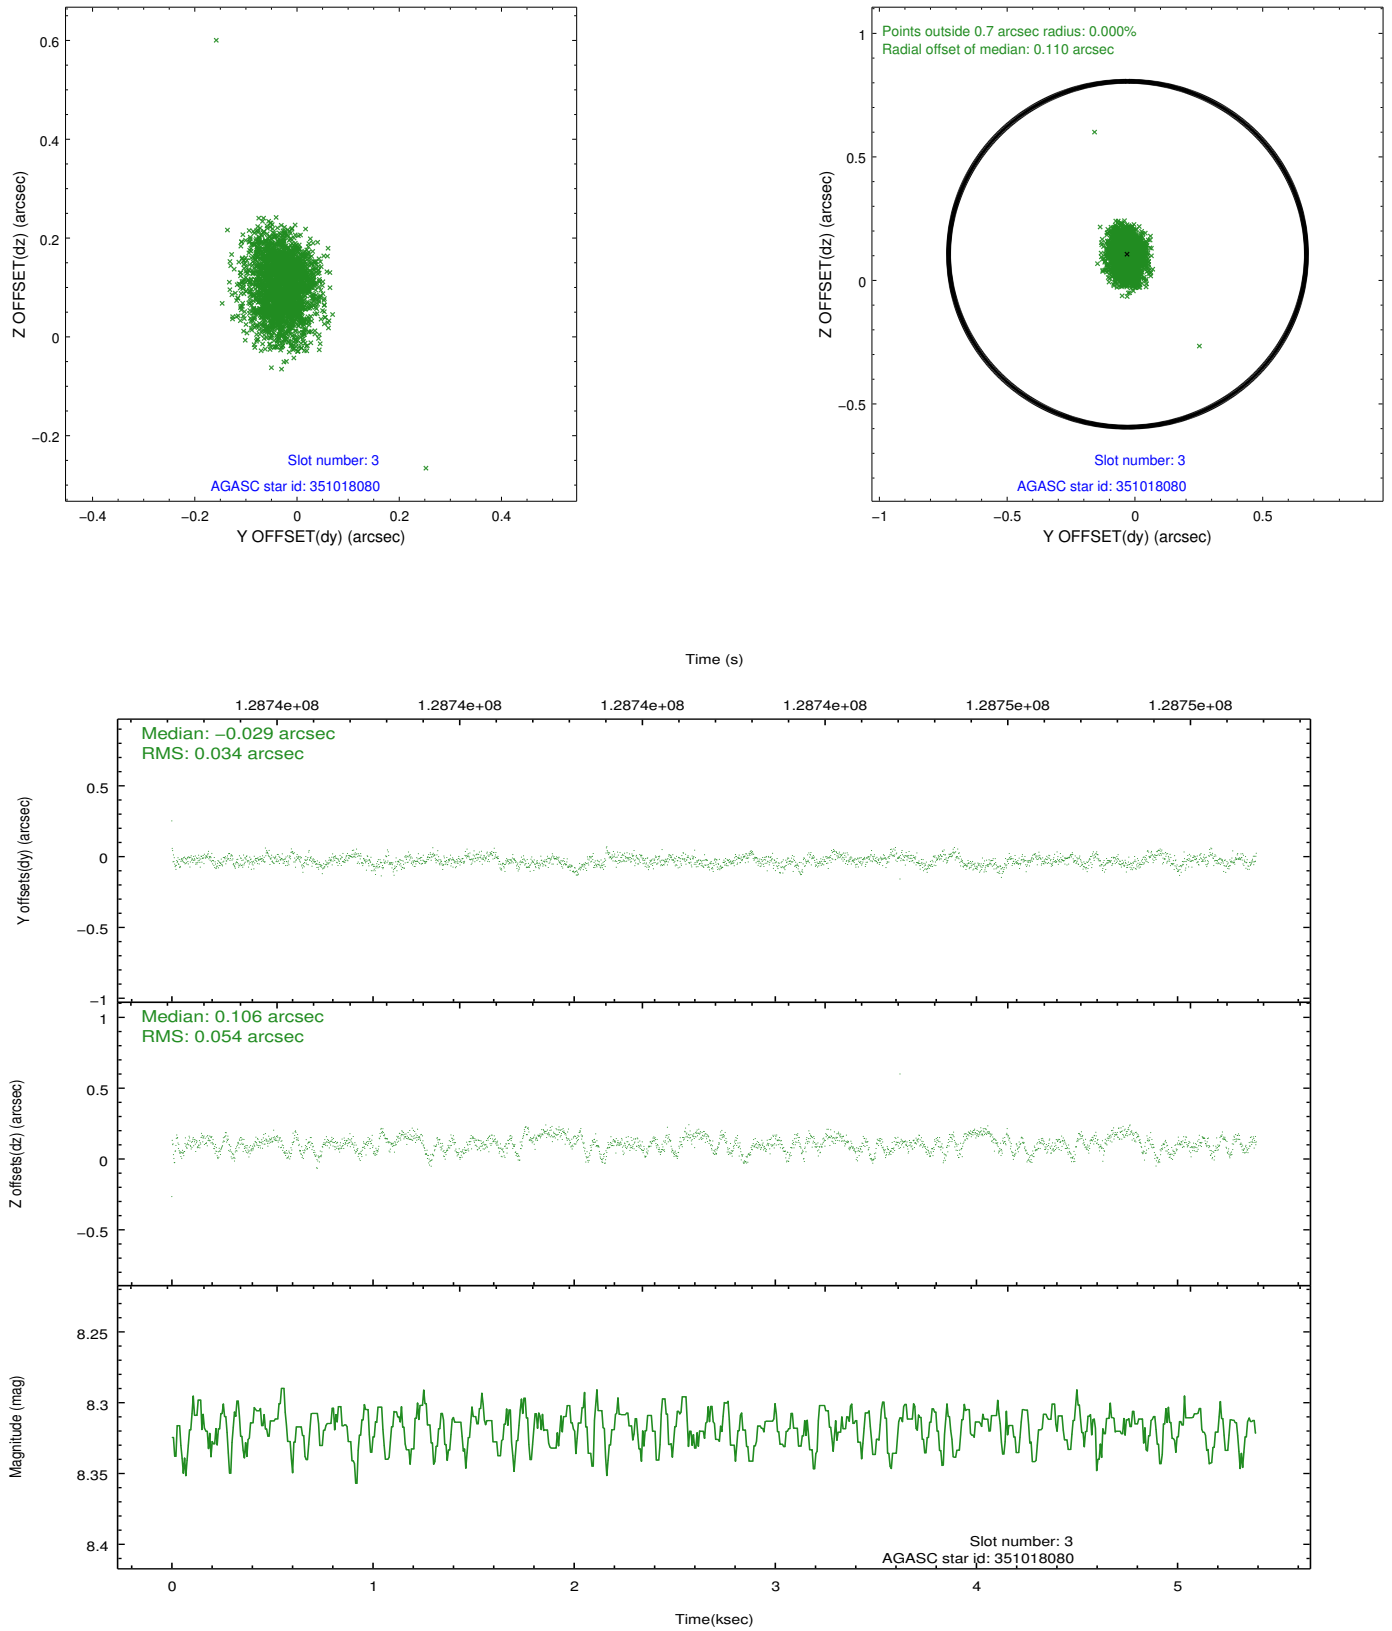 0.6
0.4
0.2
0
−0.2
Z OFFSET(dz) (arcsec)
Slot number: 3
AGASC star id: 351018080
−0.4 −0.2 0 0.2 0.4
Y OFFSET(dy) (arcsec)
Points outside 0.7 arcsec radius: 0.000%
Radial offset of median: 0.110 arcsec
1
0.5
0
−0.5
Z OFFSET(dz) (arcsec)
Slot number: 3
AGASC star id: 351018080
−1 −0.5 0 0.5
Y OFFSET(dy) (arcsec)
Time (s)
1.2874e+08 1.2874e+08 1.2874e+08 1.2874e+08 1.2875e+08 1.2875e+08
Median: −0.029 arcsec
RMS: 0.034 arcsec
0.5
0
−0.5
−1
Y offsets(dy) (arcsec)
Median: 0.106 arcsec
RMS: 0.054 arcsec
1
0.5
0
−0.5
Z offsets(dz) (arcsec)
8.25
8.3
8.35
8.4
Magnitude (mag)
Slot number: 3
AGASC star id: 351018080
0 1 2 3 4 5
Time(ksec)